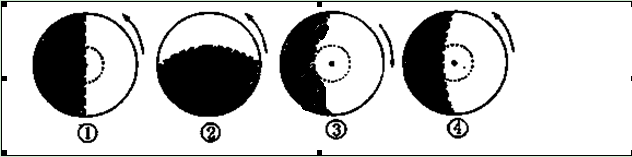 ① ② ③ ④